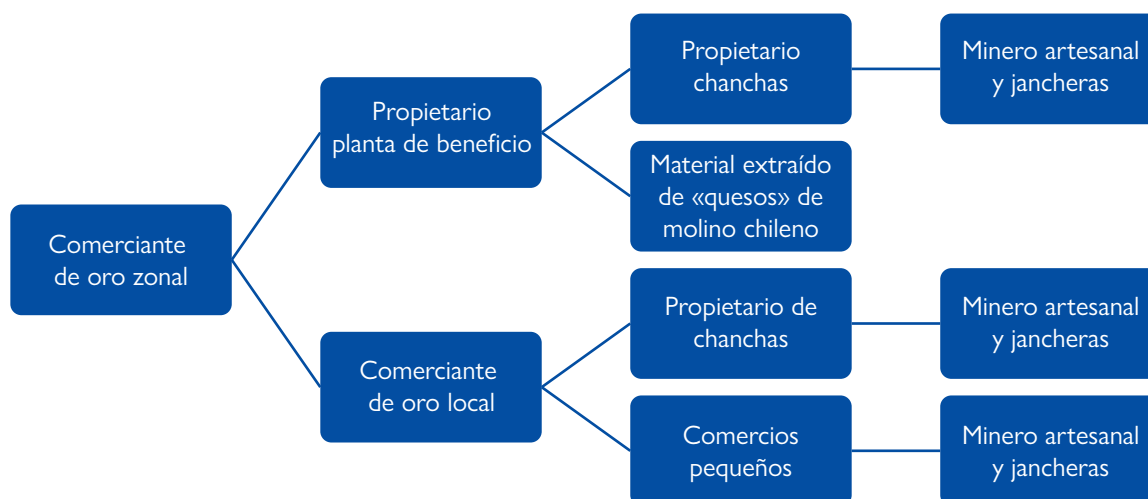 Propietario
chanchas
Minero artesanal
y jancheras
Propietario
planta de beneficio
Material extraído
de «quesos» de
molino chileno
Comerciante
de oro zonal
Propietario de
chanchas
Minero artesanal
y jancheras
Comerciante
de oro local
Comercios
pequeños
Minero artesanal
y jancheras